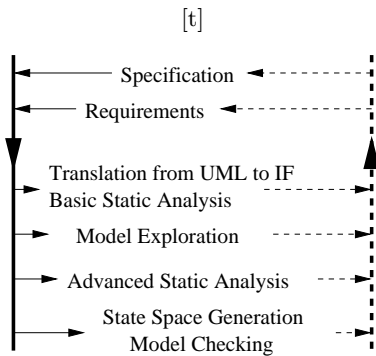 [t]
Specification
Requirements
Translation from UML to IF
Basic Static Analysis
Model Exploration
Advanced Static Analysis
State Space Generation
Model Checking